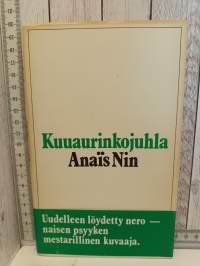 Kuuaurinkojuhla
Anaïs Nin
Uudelleen löydetty nero —
naisen psyyken
mestarillinen kuvaaja.